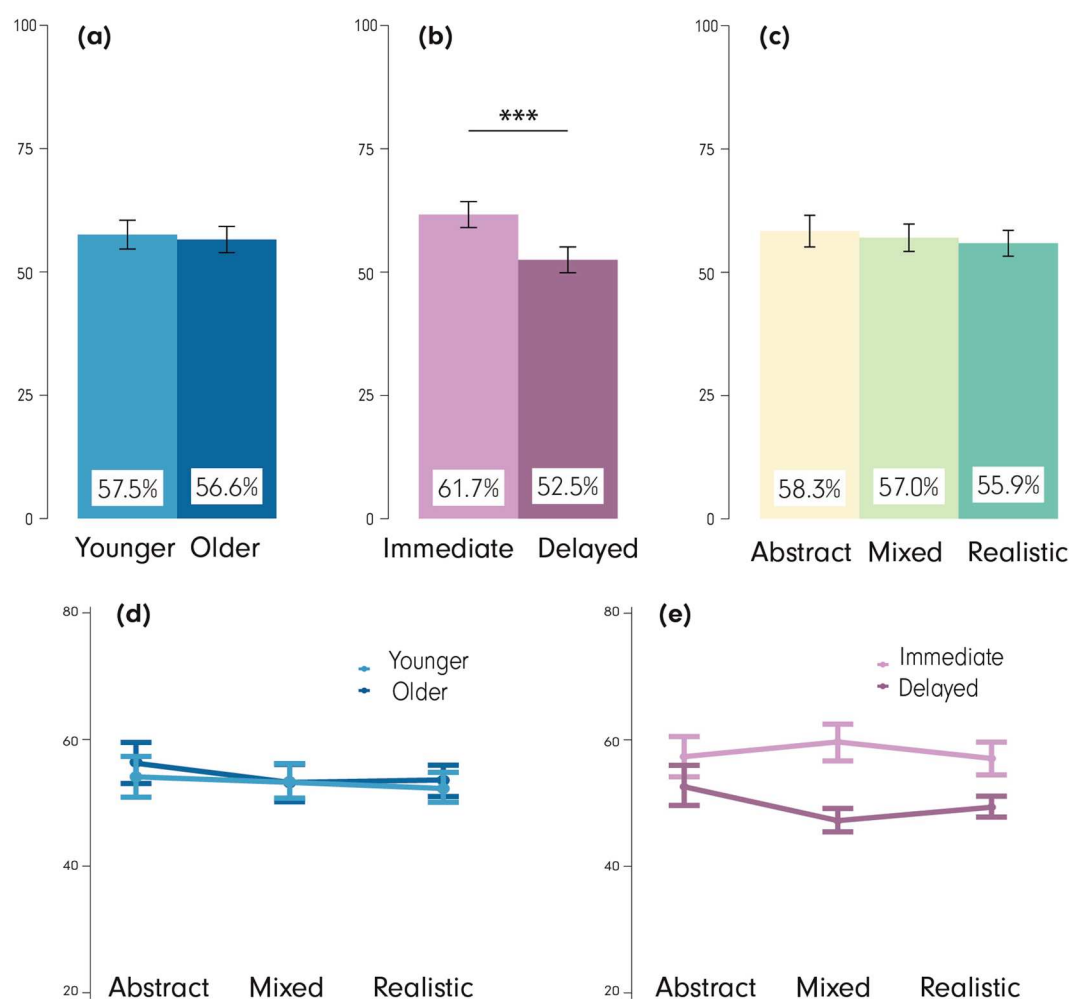 (a)
100
75
50
25
0
57.5% 56.6%
Younger Older
(b)
100
75
50
25
0
***
61.7% 52.5%
Immediate Delayed
(c)
100
75
50
25
0
58.3% 57.0% 55.9%
Abstract Mixed Realistic
(d)
80
60
40
20
Younger
Older
Abstract Mixed Realistic
(e)
80
60
40
20
Immediate
Delayed
Abstract Mixed Realistic